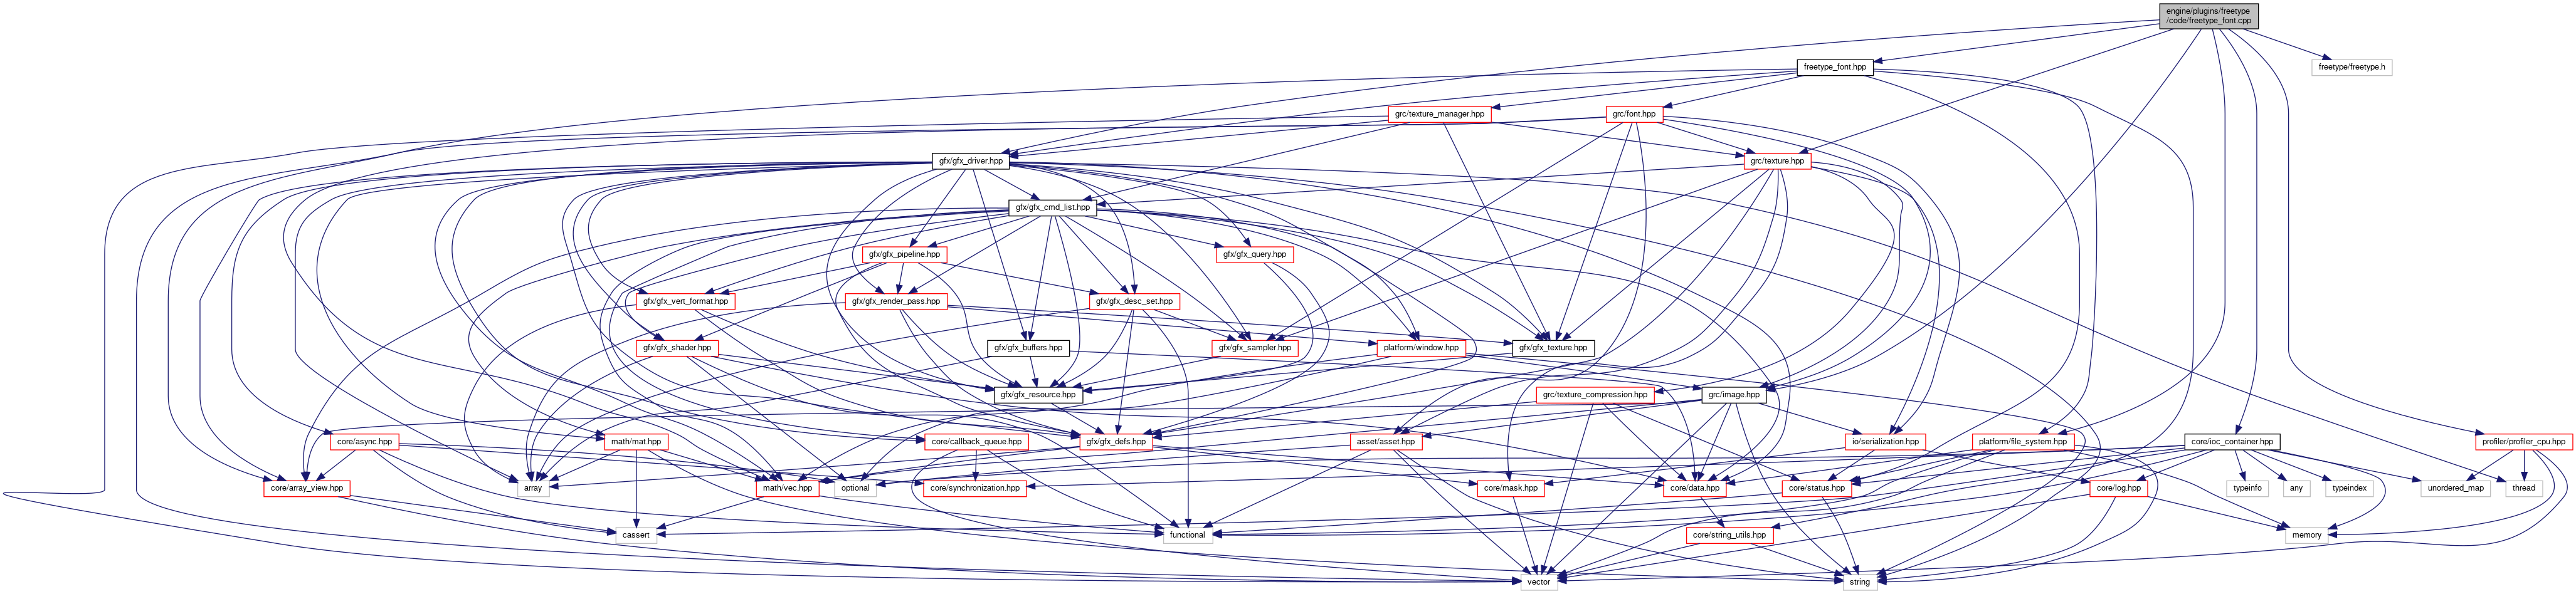 engine/plugins/freetype
/code/freetype_font.cpp
freetype_font.hpp
freetype/freetype.h
grc/texture_manager.hpp
grc/font.hpp
gfx/gfx_driver.hpp
grc/texture.hpp
gfx/gfx_cmd_list.hpp
gfx/gfx_pipeline.hpp
gfx/gfx_query.hpp
gfx/gfx_vert_format.hpp
gfx/gfx_render_pass.hpp
gfx/gfx_desc_set.hpp
gfx/gfx_shader.hpp
gfx/gfx_buffers.hpp
gfx/gfx_sampler.hpp
platform/window.hpp
gfx/gfx_texture.hpp
gfx/gfx_resource.hpp
grc/texture_compression.hpp
grc/image.hpp
core/async.hpp
math/mat.hpp
core/callback_queue.hpp
gfx/gfx_defs.hpp
asset/asset.hpp
io/serialization.hpp
platform/file_system.hpp
core/ioc_container.hpp
profiler/profiler_cpu.hpp
core/array_view.hpp
array
math/vec.hpp
optional
core/synchronization.hpp
core/mask.hpp
core/data.hpp
core/status.hpp
core/log.hpp
typeinfo
any
typeindex
unordered_map
thread
cassert
functional
core/string_utils.hpp
memory
vector
string